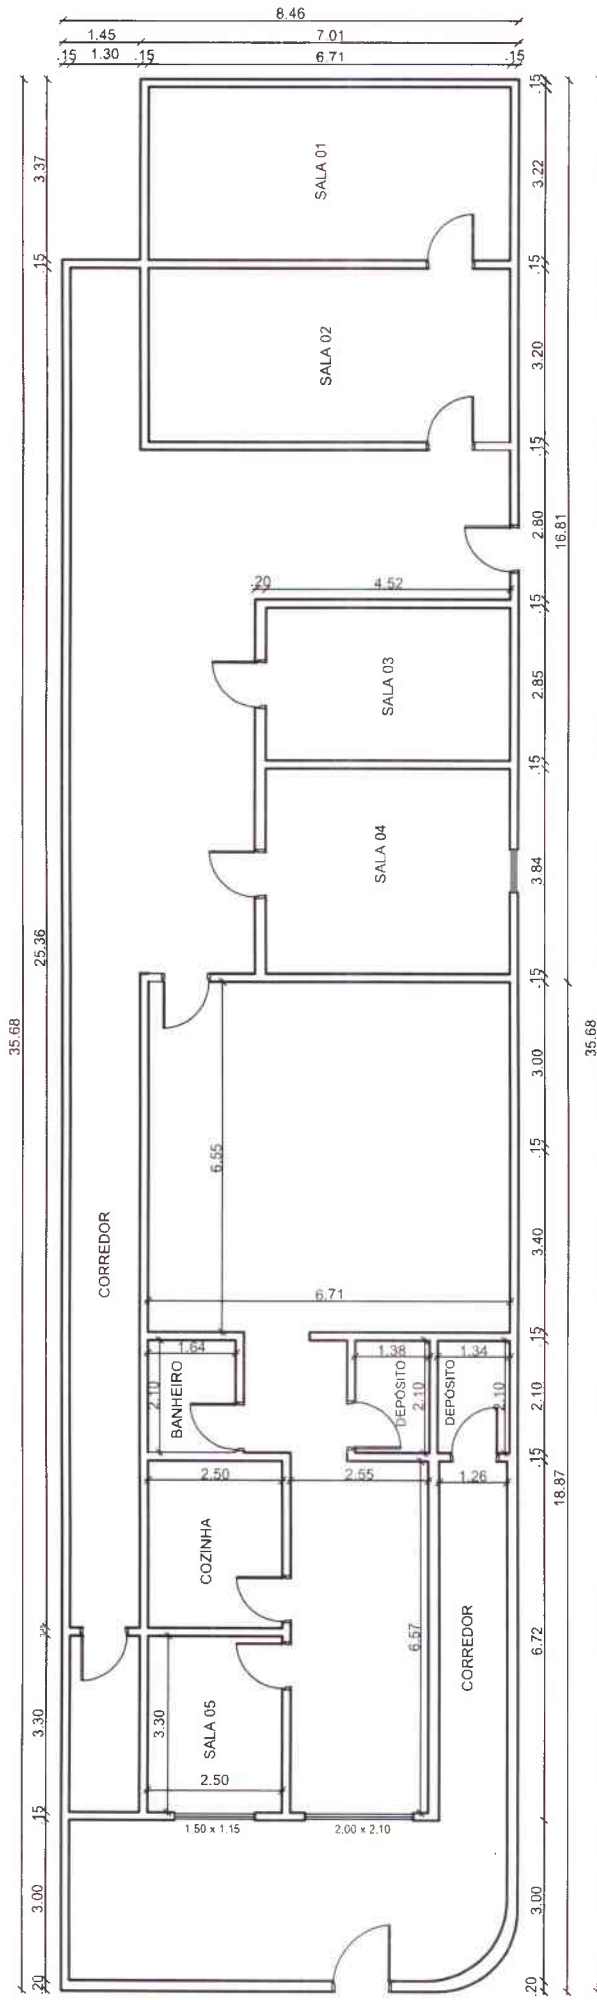 8.46
1.45 7.01
.15 1.30 .15 6.71 .15
.15
3.37
3.22
SALA 01
.15 .15
SALA 02
3.20
.15
2.80
16.81
.20 4.52
.15
SALA 03
2.85
.15
SALA 04
3.84
25.36
.15
35.68
35.68
3.00
6.55
.15
CORREDOR
3.40
6.71
.15
1.64 1.38 1.34
BANHEIRO
2.10
DEPÓSITO
2.10
DEPÓSITO
2.10
2.10
.15
2.50 2.55 1.26
18.87
COZINHA
6.57
CORREDOR
6.72
3.30
3.30
SALA 05
2.50
.15
1.50 x 1.15 2.00 x 2.10
3.00 3.00
.20 .20